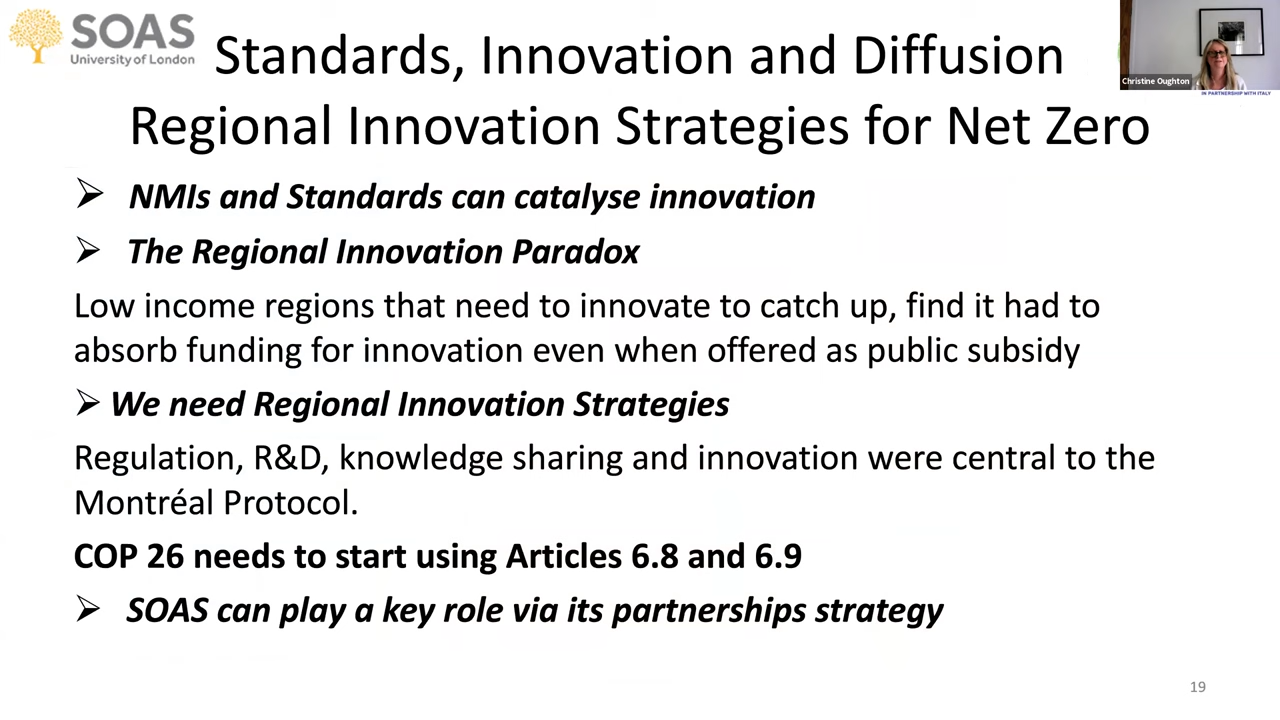 SOAS
University of London
Standards, Innovation and Diffusion
Regional Innovation Strategies for Net Zero
Christine Oughton
IN PARTNERSHIP WITH ITALY
➢ NMIs and Standards can catalyse innovation
➢ The Regional Innovation Paradox
Low income regions that need to innovate to catch up, find it had to
absorb funding for innovation even when offered as public subsidy
➢ We need Regional Innovation Strategies
Regulation, R&D, knowledge sharing and innovation were central to the
Montréal Protocol.
COP 26 needs to start using Articles 6.8 and 6.9
➢ SOAS can play a key role via its partnerships strategy
19